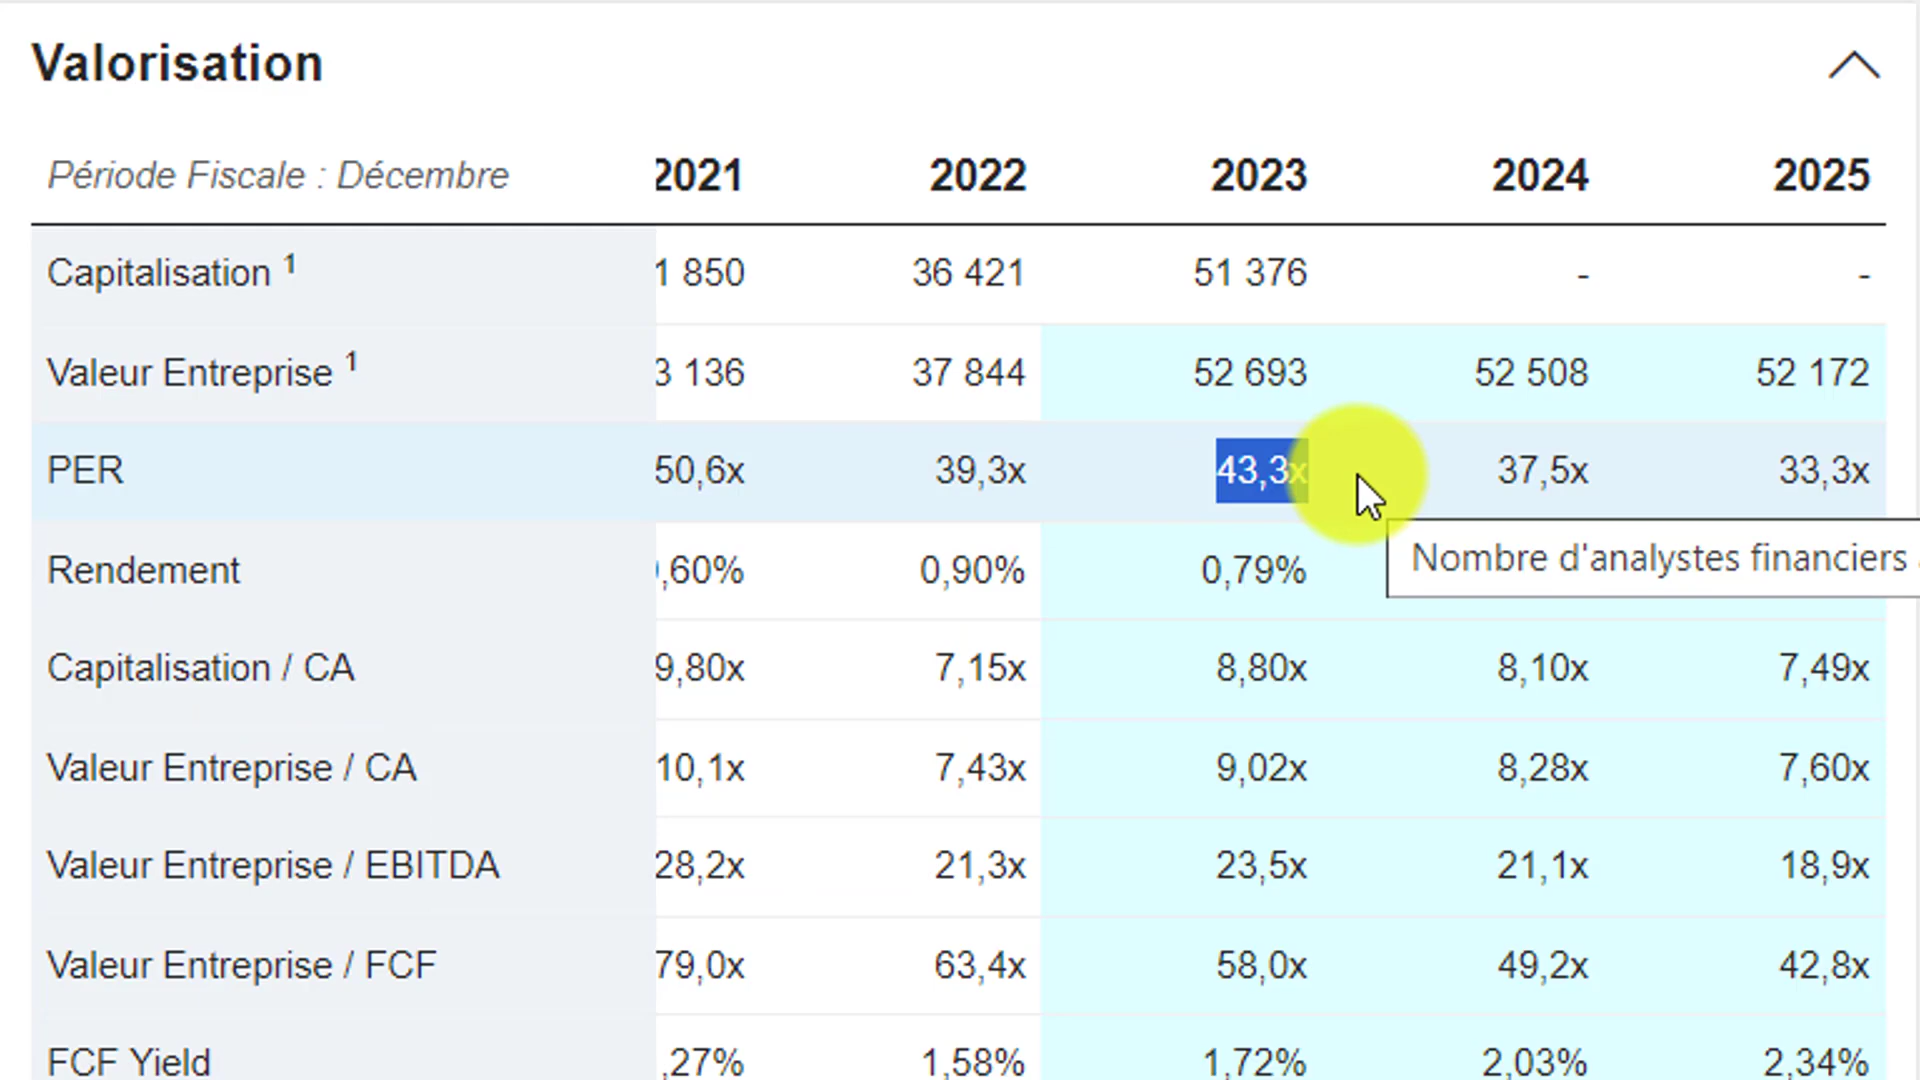 Valorisation
Période Fiscale : Décembre 2021 2022 2023 2024 2025
Capitalisation 1 1 850 36 421 51 376 - -
Valeur Entreprise 1 3 136 37 844 52 693 52 508 52 172
PER 50,6x 39,3x 43,3x 37,5x 33,3x
Nombre d'analystes financiers
Rendement ,60% 0,90% 0,79%
Capitalisation / CA 9,80x 7,15x 8,80x 8,10x 7,49x
Valeur Entreprise / CA 10,1x 7,43x 9,02x 8,28x 7,60x
Valeur Entreprise / EBITDA 28,2x 21,3x 23,5x 21,1x 18,9x
Valeur Entreprise / FCF 79,0x 63,4x 58,0x 49,2x 42,8x
FCF Yield ,27% 1,58% 1,72% 2,03% 2,34%